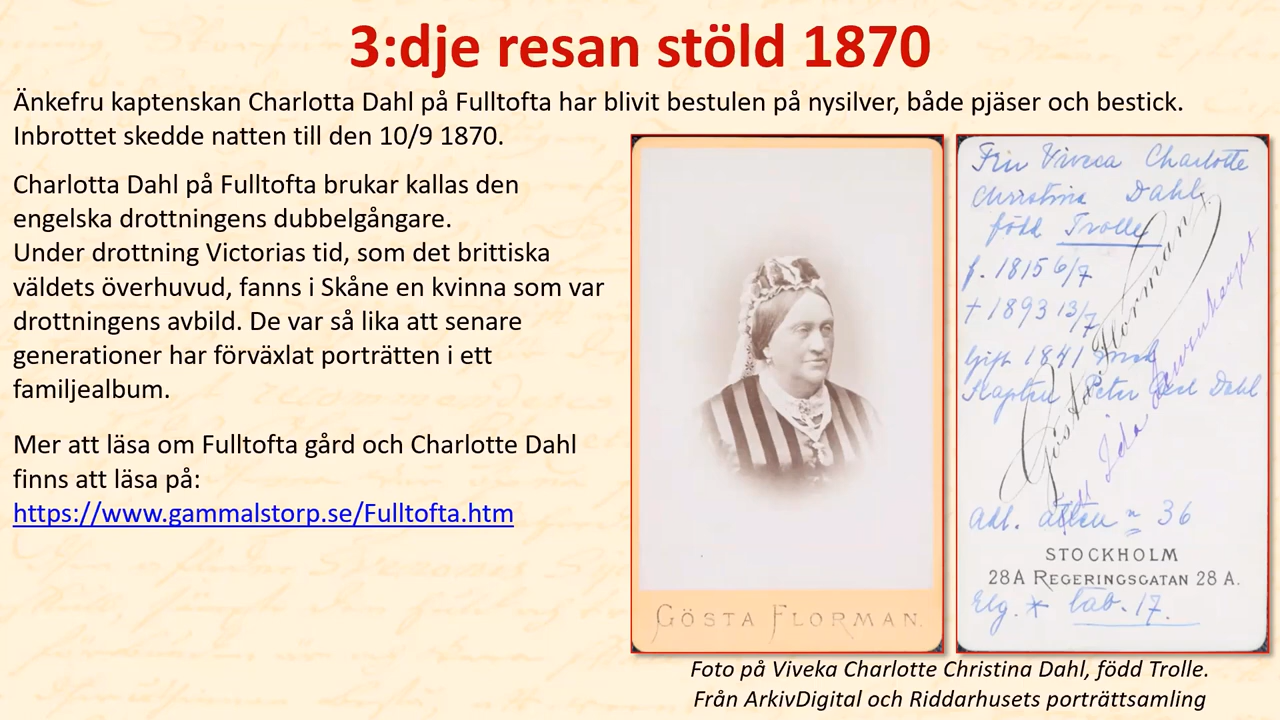 3:dje resan stöld 1870
Änkefru kaptenskan Charlotta Dahl på Fulltofta har blivit bestulen på nysilver, både pjäser och bestick.
Inbrottet skedde natten till den 10/9 1870.
Charlotta Dahl på Fulltofta brukar kallas den
engelska drottningens dubbelgångare.
Under drottning Victorias tid, som det brittiska
väldets överhuvud, fanns i Skåne en kvinna som var
drottningens avbild. De var så lika att senare
generationer har förväxlat porträtten i ett
familjealbum.
Mer att läsa om Fulltofta gård och Charlotte Dahl
finns att läsa på:
https://www.gammalstorp.se/Fulltofta.htm
GÖSTA FLORMAN.
Viveca Charlotte
Christina Dahl,
född Trolle
f. 1815 6/7
† 1893 13/7
Gift 1841 med
Kapten Peter Carl Dahl
Gösta Florman
Adl. ätten n 36
STOCKHOLM
28 A REGERINGSGATAN 28 A.
Elg. * tab. 17.
Foto på Viveka Charlotte Christina Dahl, född Trolle.
Från ArkivDigital och Riddarhusets porträttsamling